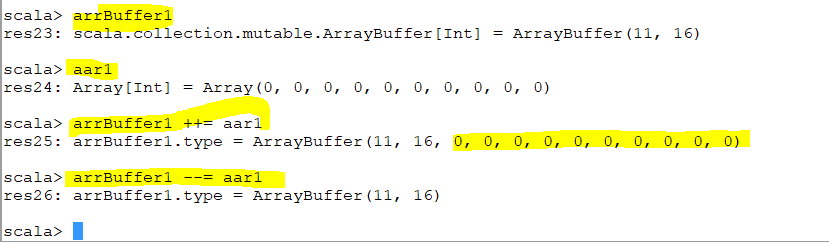 scala> arrBuffer1
res23: scala.collection.mutable.ArrayBuffer[Int] = ArrayBuffer(11, 16)
scala> aar1
res24: Array[Int] = Array(0, 0, 0, 0, 0, 0, 0, 0, 0, 0)
scala> arrBuffer1 ++= aar1
res25: arrBuffer1.type = ArrayBuffer(11, 16, 0, 0, 0, 0, 0, 0, 0, 0, 0, 0)
scala> arrBuffer1 --= aar1
res26: arrBuffer1.type = ArrayBuffer(11, 16)
scala>